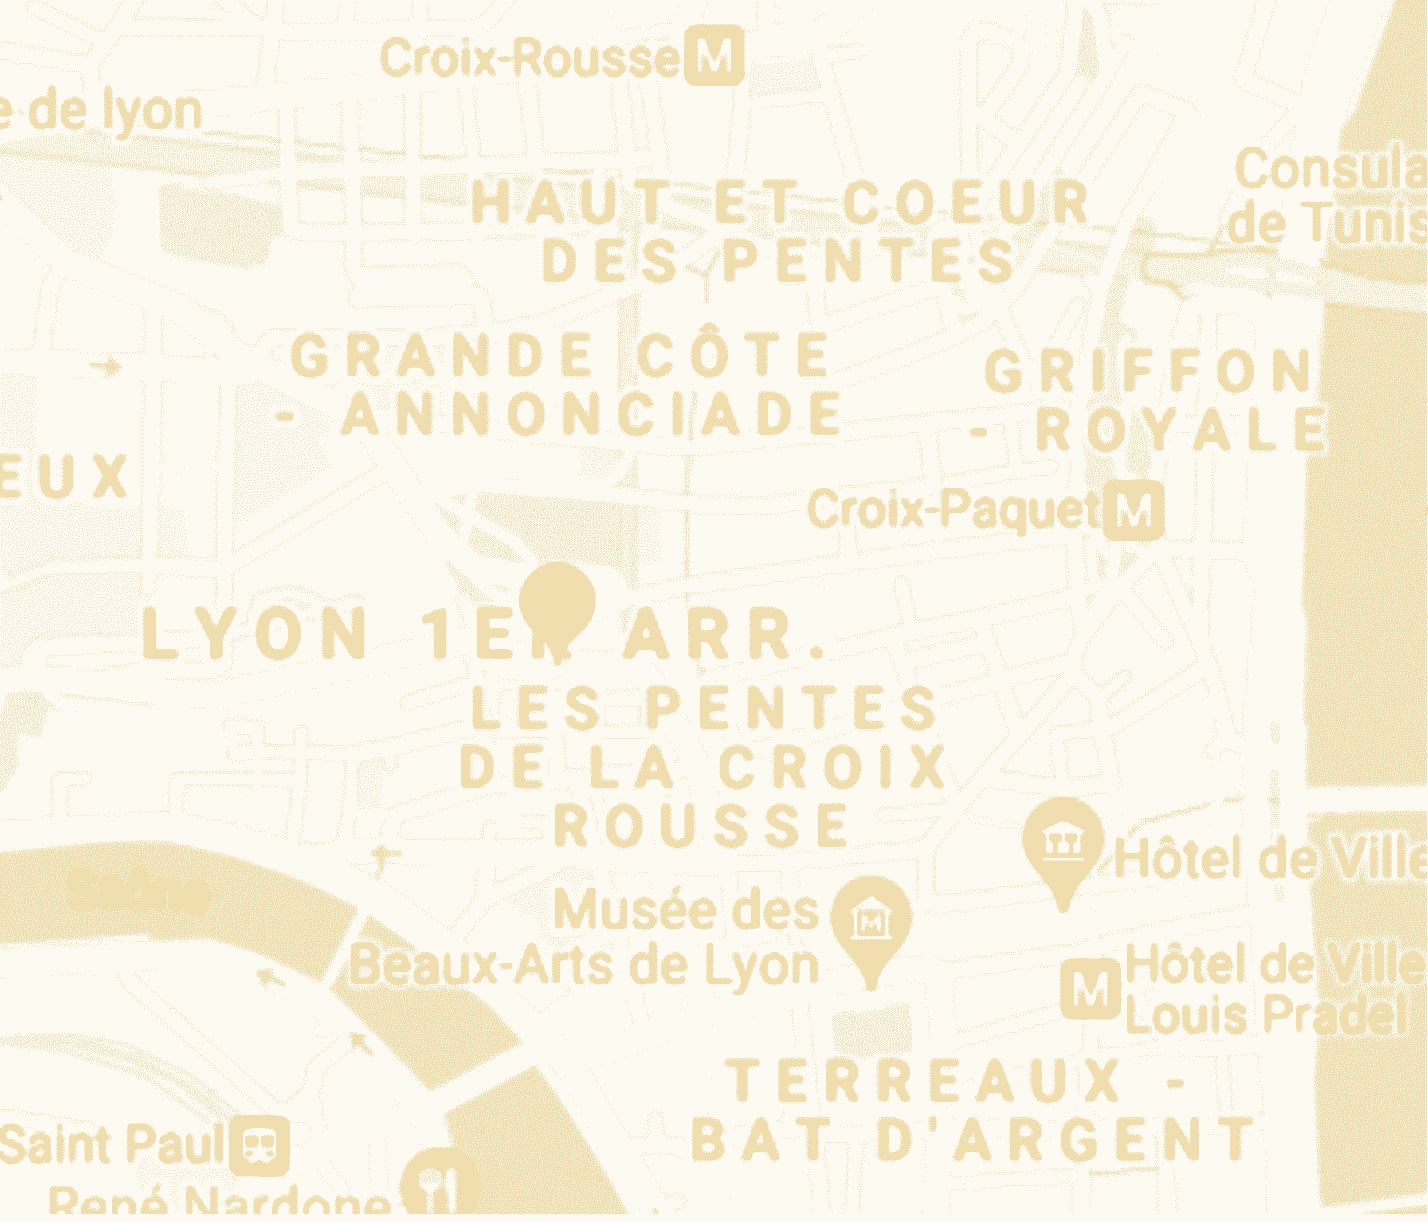 Croix-Rousse M
e de lyon
Consula
de Tunis
HAUT ET COEUR
DES PENTES
GRANDE CÔTE
- ANNONCIADE
GRIFFON
- ROYALE
EUX
Croix-Paquet M
LYON 1ER ARR.
LES PENTES
DE LA CROIX
ROUSSE
Hôtel de Ville
Saône
Musée des
Beaux-Arts de Lyon
M
Hôtel de Ville
Louis Pradel
M
TERREAUX -
BAT D'ARGENT
Saint Paul
René Nardone